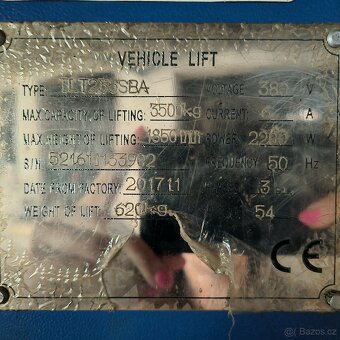 VEHICLE LIFT
TYPE: VOLTAGE 380 V
MAX.CAPACITY OF LIFTING: 3500kg CURRENT A
MAX.HEIGHT OF LIFTING: 1850mm POWER W
S/N FREQUENCY 50 Hz
DATE FROM FACTORY: 201711 3
WEIGHT OF LIFT: 620kg 54
CE
© Bazos.cz